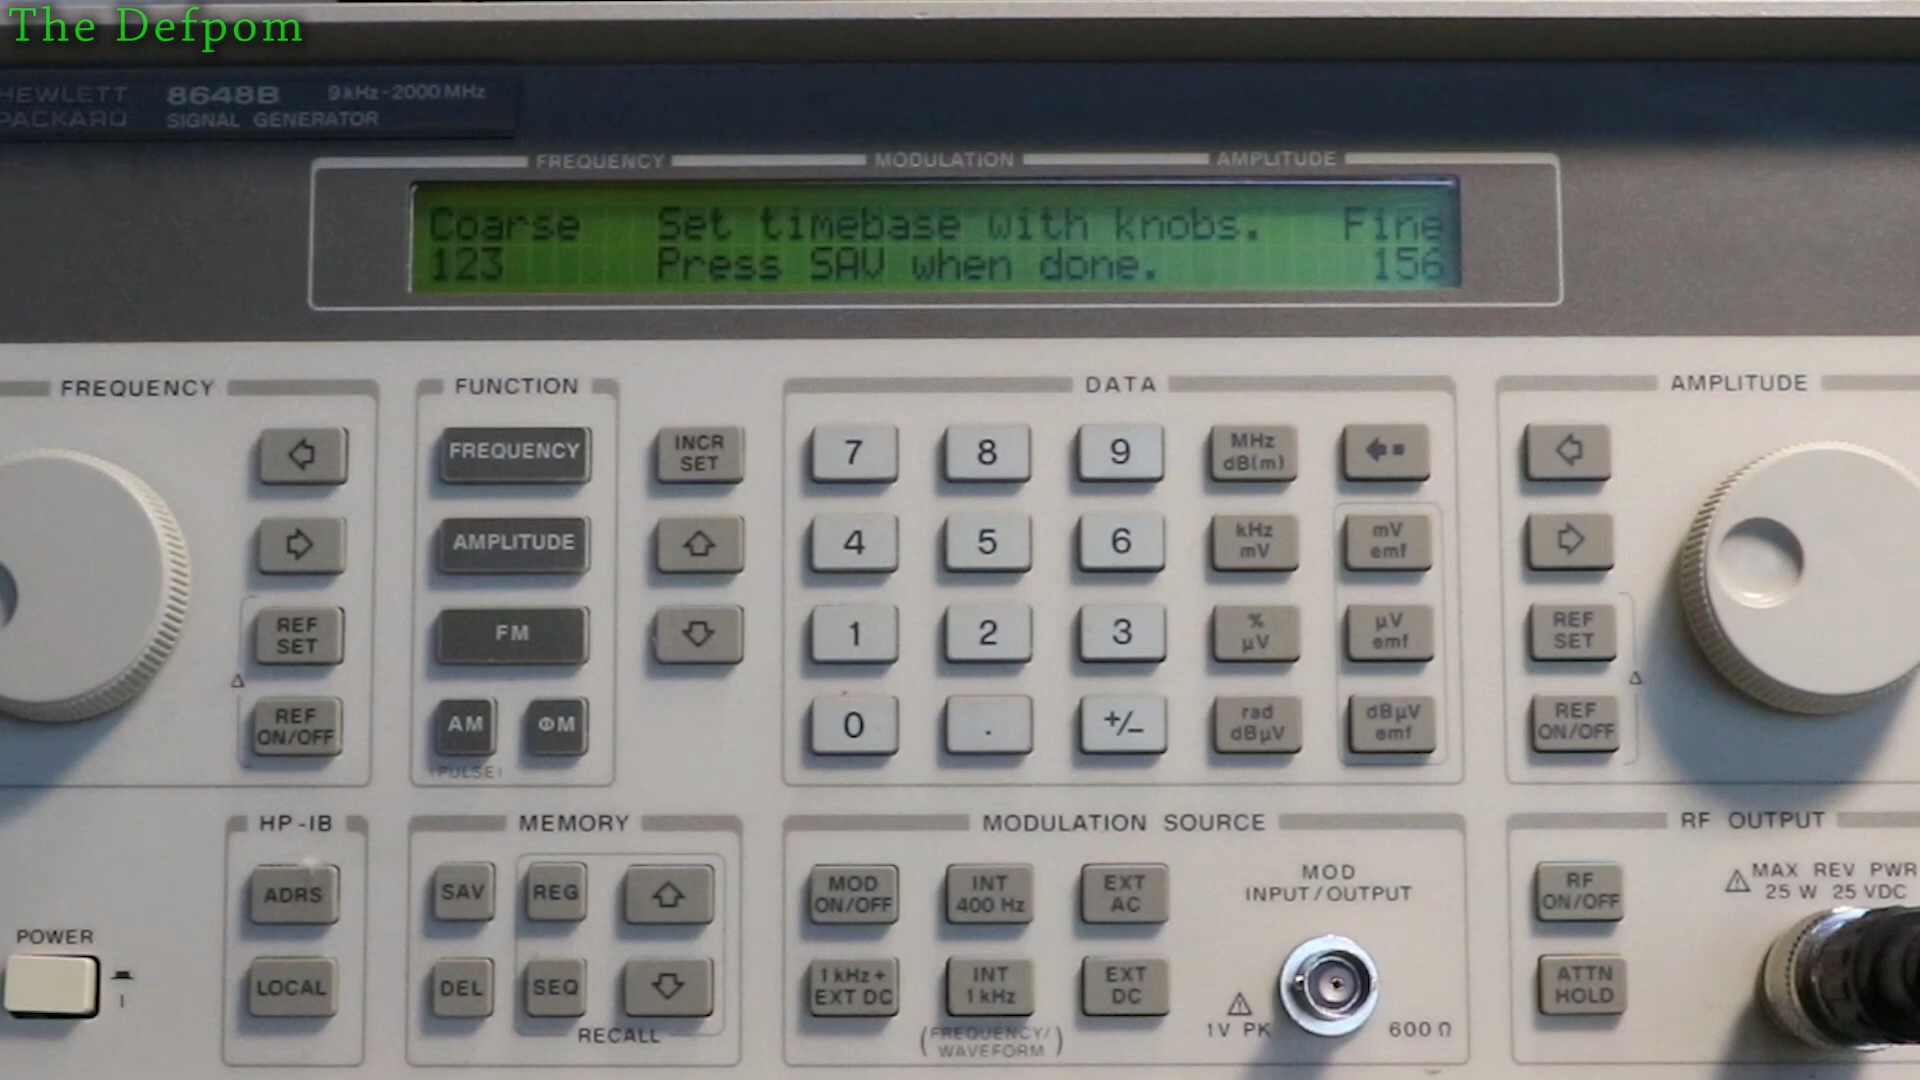 The Defpom
HEWLETT PACKARD
8648B 9 kHz - 2000 MHz
SIGNAL GENERATOR
FREQUENCY MODULATION AMPLITUDE
Coarse Set timebase with knobs. Fine
123 Press SAV when done. 156
FREQUENCY
REF SET
REF ON/OFF
FUNCTION
FREQUENCY
AMPLITUDE
FM
AM ΦM
(PULSE)
INCR SET
DATA
7 8 9 MHz dB(m)
4 5 6 kHz mV mV emf
1 2 3 % µV µV emf
0 . +/− rad dBµV dBµV emf
AMPLITUDE
REF SET
REF ON/OFF
Δ
Δ
POWER
I
HP-IB
ADRS
LOCAL
MEMORY
SAV REG
DEL SEQ
RECALL
MODULATION SOURCE
MOD ON/OFF INT 400 Hz EXT AC
1 kHz + EXT DC INT 1 kHz EXT DC
(FREQUENCY/
WAVEFORM)
MOD
INPUT/OUTPUT
1V PK 600 Ω
RF OUTPUT
RF ON/OFF
ATTN HOLD
MAX REV PWR
25 W 25 VDC